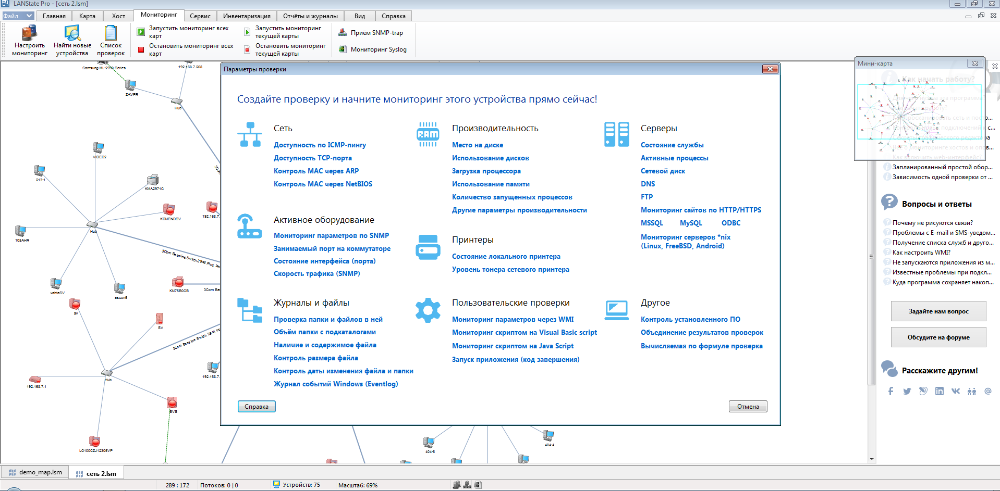 LANState Pro - [сеть 2.lsm]
Файл
Главная
Карта
Хост
Мониторинг
Сервис
Инвентаризация
Отчёты и журналы
Вид
Справка
Настроить
мониторинг
Найти новые
устройства
Список
проверок
Запустить мониторинг всех
карт
Остановить мониторинг всех
карт
Запустить мониторинг
текущей карты
Остановить мониторинг
текущей карты
Приём SNMP-trap
Мониторинг Syslog
Samsung ML-2990 Series
192.168.7.208
ZAVPR
Hub
VIDEO2
213-1
KMA2971C
KOMENDSV
192.168.7.
Hub
105AHR
3Com Baseline Switch 2948 Plus, Po
vahtaSV
ascon5
KM75B0CB
3Com Bas
sv
SV
3Com Baseline Switch 2948 Pl
192.168.7.
Hub
192.168.7.1
SVS
LO100CZJ12305VP
404-6
404-4
Параметры проверки
Создайте проверку и начните мониторинг этого устройства прямо сейчас!
Сеть
Доступность по ICMP-пингу
Доступность TCP-порта
Контроль MAC через ARP
Контроль MAC через NetBIOS
Активное оборудование
Мониторинг параметров по SNMP
Занимаемый порт на коммутаторе
Состояние интерфейса (порта)
Скорость трафика (SNMP)
Журналы и файлы
Проверка папки и файлов в ней
Объём папки с подкаталогами
Наличие и содержимое файла
Контроль размера файла
Контроль даты изменения файла и папки
Журнал событий Windows (Eventlog)
RAM
Производительность
Место на диске
Использование дисков
Загрузка процессора
Использование памяти
Количество запущенных процессов
Другие параметры производительности
Принтеры
Состояние локального принтера
Уровень тонера сетевого принтера
Пользовательские проверки
Мониторинг параметров через WMI
Мониторинг скриптом на Visual Basic script
Мониторинг скриптом на Java Script
Запуск приложения (код завершения)
Серверы
Состояние службы
Активные процессы
Сетевой диск
DNS
FTP
Мониторинг сайтов по HTTP/HTTPS
MSSQL MySQL ODBC
Мониторинг серверов *nix
(Linux, FreeBSD, Android)
Другое
Контроль установленного ПО
Объединение результатов проверок
Вычисляемая по формуле проверка
Справка
Отмена
Мини-карта
Как начать работу?
Запланированный простой обор...
Зависимость одной проверки от ...
Вопросы и ответы
Почему не рисуются связи?
Проблемы с E-mail и SMS-уведом...
Получение списка служб и друго...
Как настроить WMI?
Не запускаются приложения из м...
Известные проблемы при подкл...
Куда программа сохраняет накоп...
Задайте нам вопрос
Обсудите на форуме
Расскажите другим!
demo_map.lsm
сеть 2.lsm
289 : 172
Потоков: 0 | 0
Устройств: 75
Масштаб: 69%